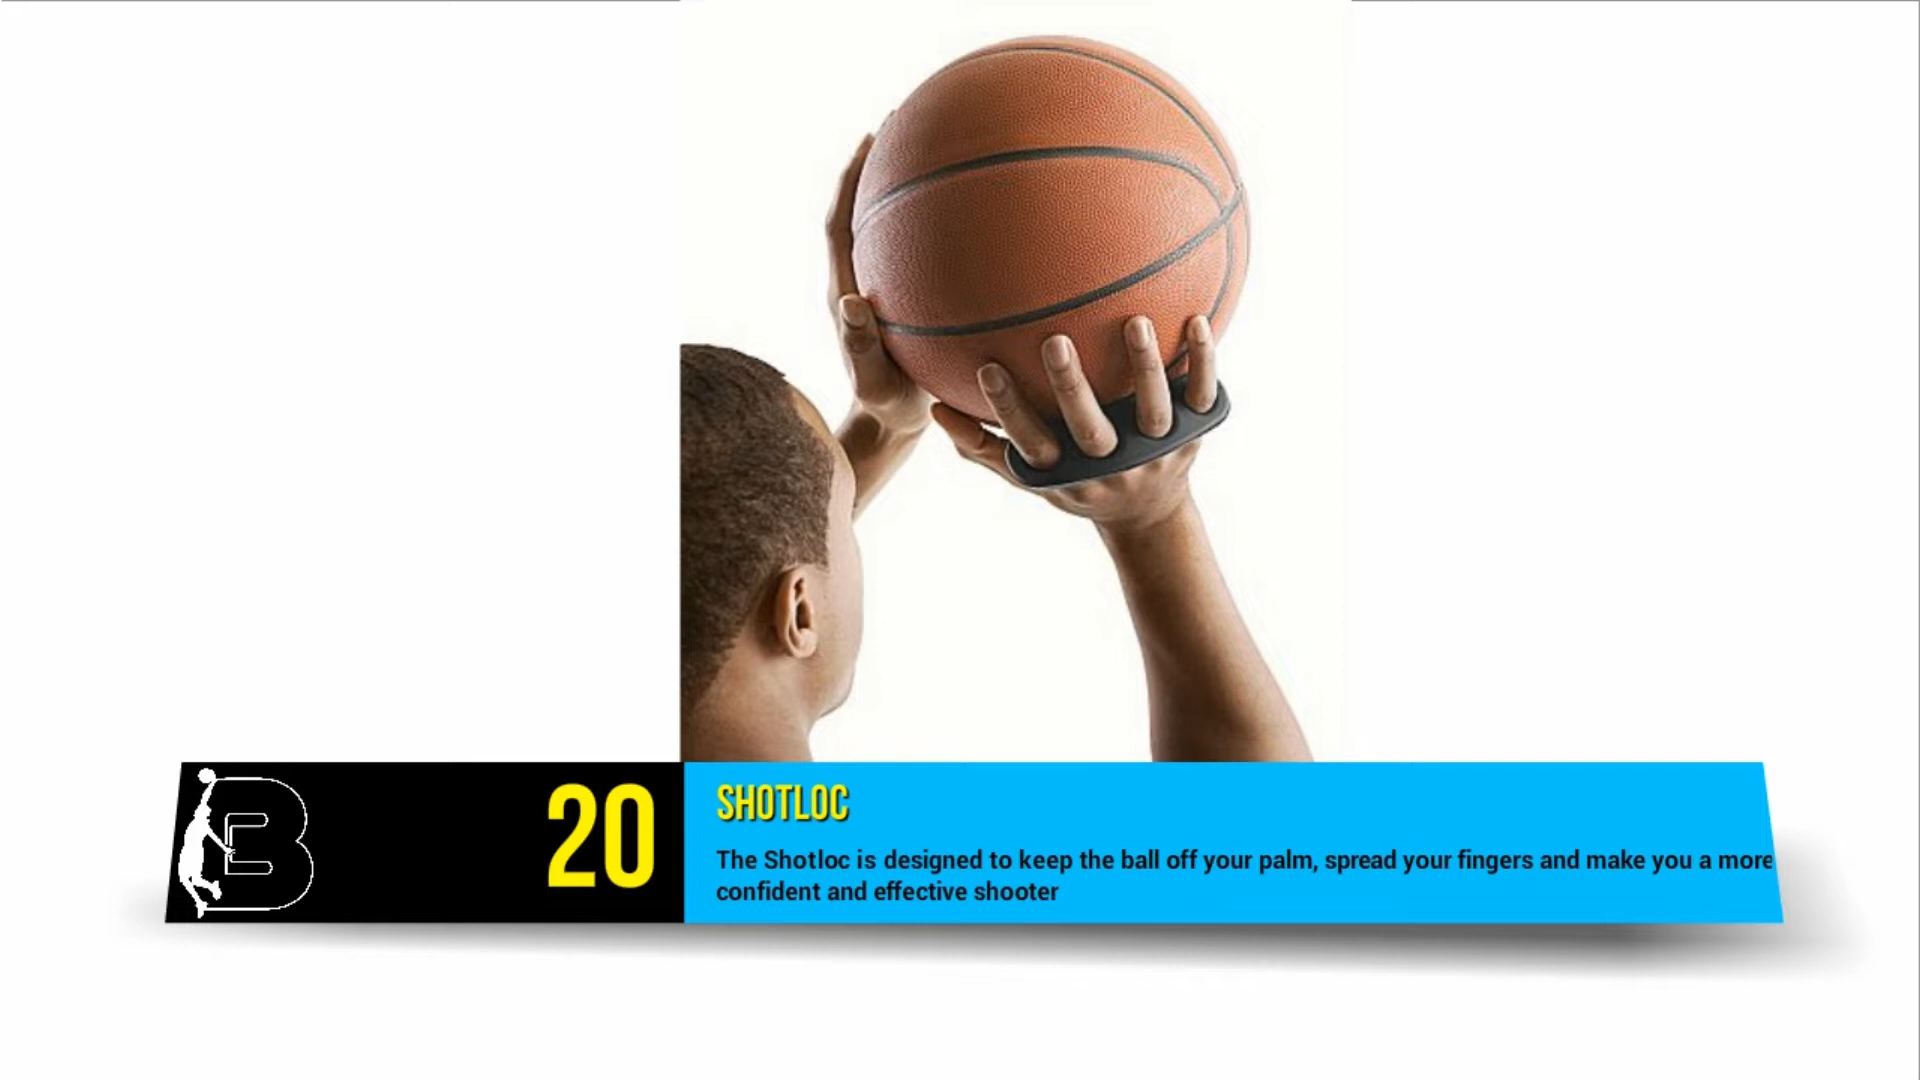 B
20
SHOTLOC
The Shotloc is designed to keep the ball off your palm, spread your fingers and make you a more
confident and effective shooter